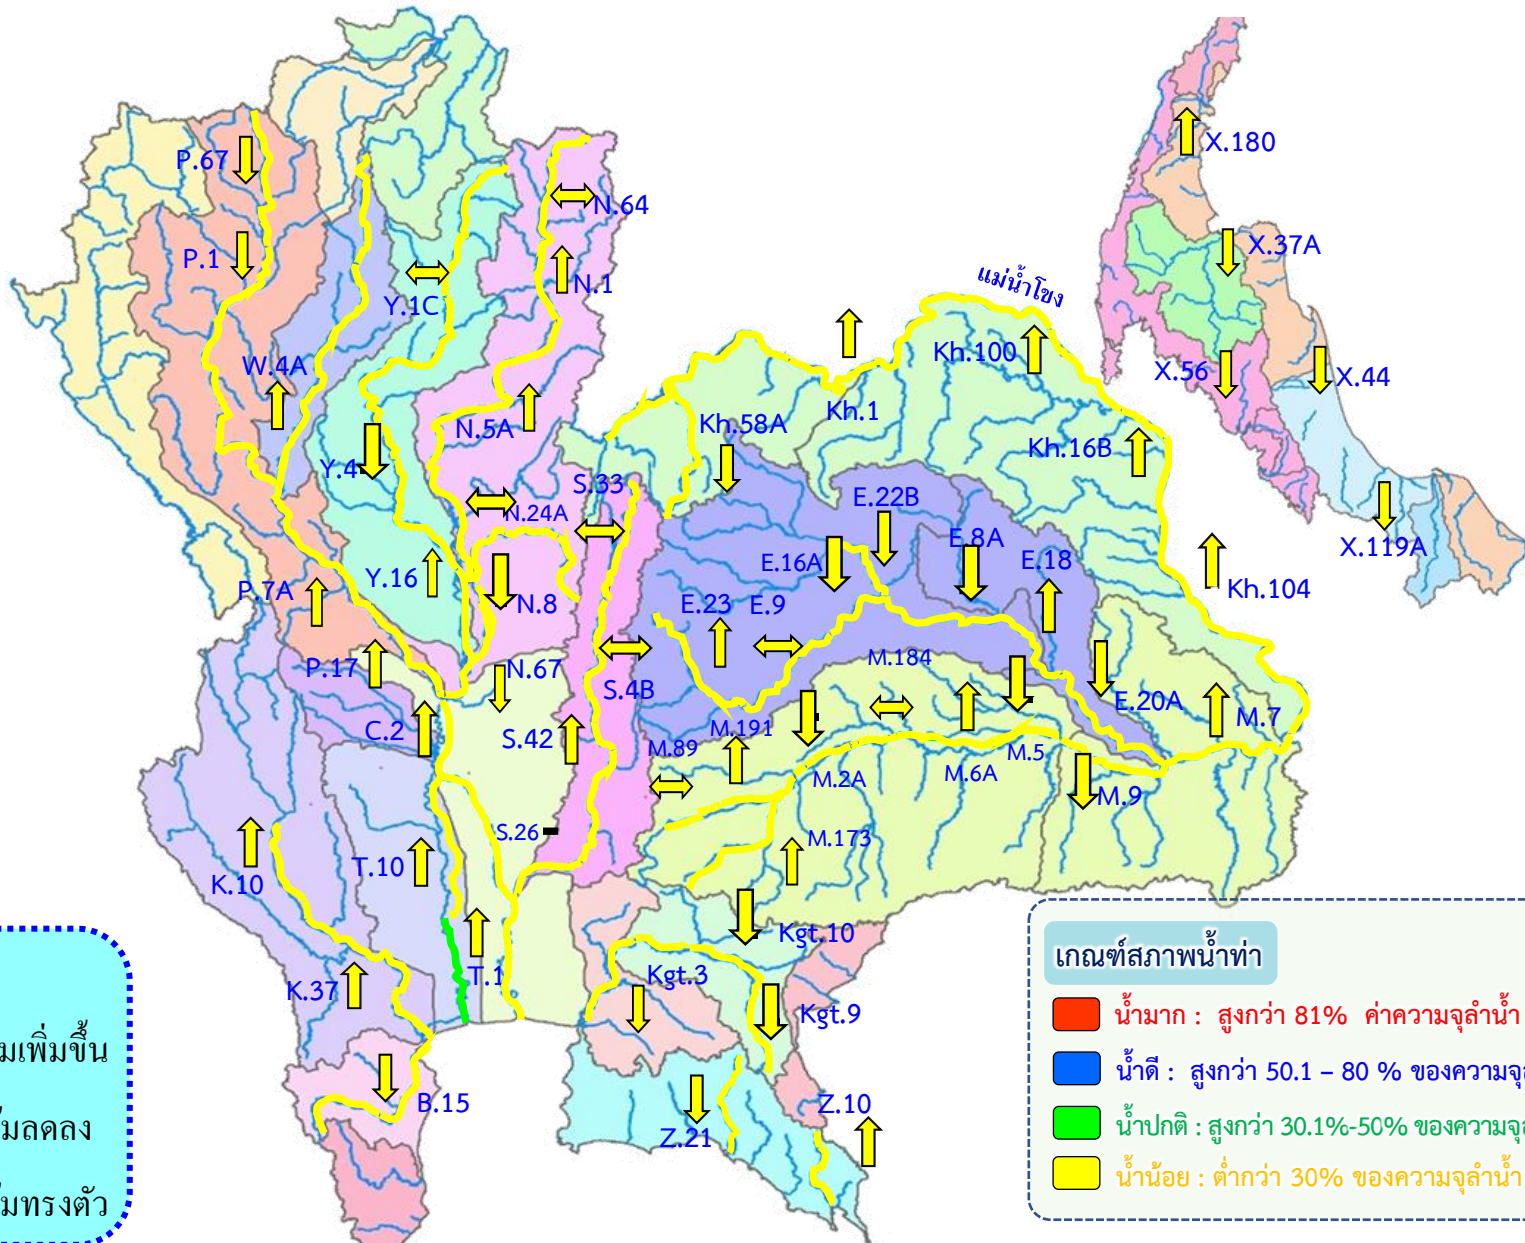 P.67
P.1
W.4A
Y.1C
N.64
N.1
N.5A
Y.4
N.24A
S.33
Y.16
N.8
P.7A
P.17
N.67
C.2
S.42
S.4B
S.26
T.10
T.1
K.10
K.37
B.15
แม่น้ำโขง
Kh.58A
Kh.1
Kh.100
Kh.16B
Kh.104
E.22B
E.8A
E.16A
E.18
E.23
E.9
E.20A
M.184
M.191
M.89
M.2A
M.6A
M.5
M.7
M.9
M.173
Kgt.10
Kgt.3
Kgt.9
Z.21
Z.10
X.180
X.37A
X.56
X.44
X.119A
มเพิ่มขึ้น
มลดลง
มทรงตัว
เกณฑ์สภาพน้ำท่า
น้ำมาก : สูงกว่า 81% ค่าความจุลำน้ำ
น้ำดี : สูงกว่า 50.1 – 80 % ของความจุ
น้ำปกติ : สูงกว่า 30.1%-50% ของความจุ
น้ำน้อย : ต่ำกว่า 30% ของความจุลำน้ำ